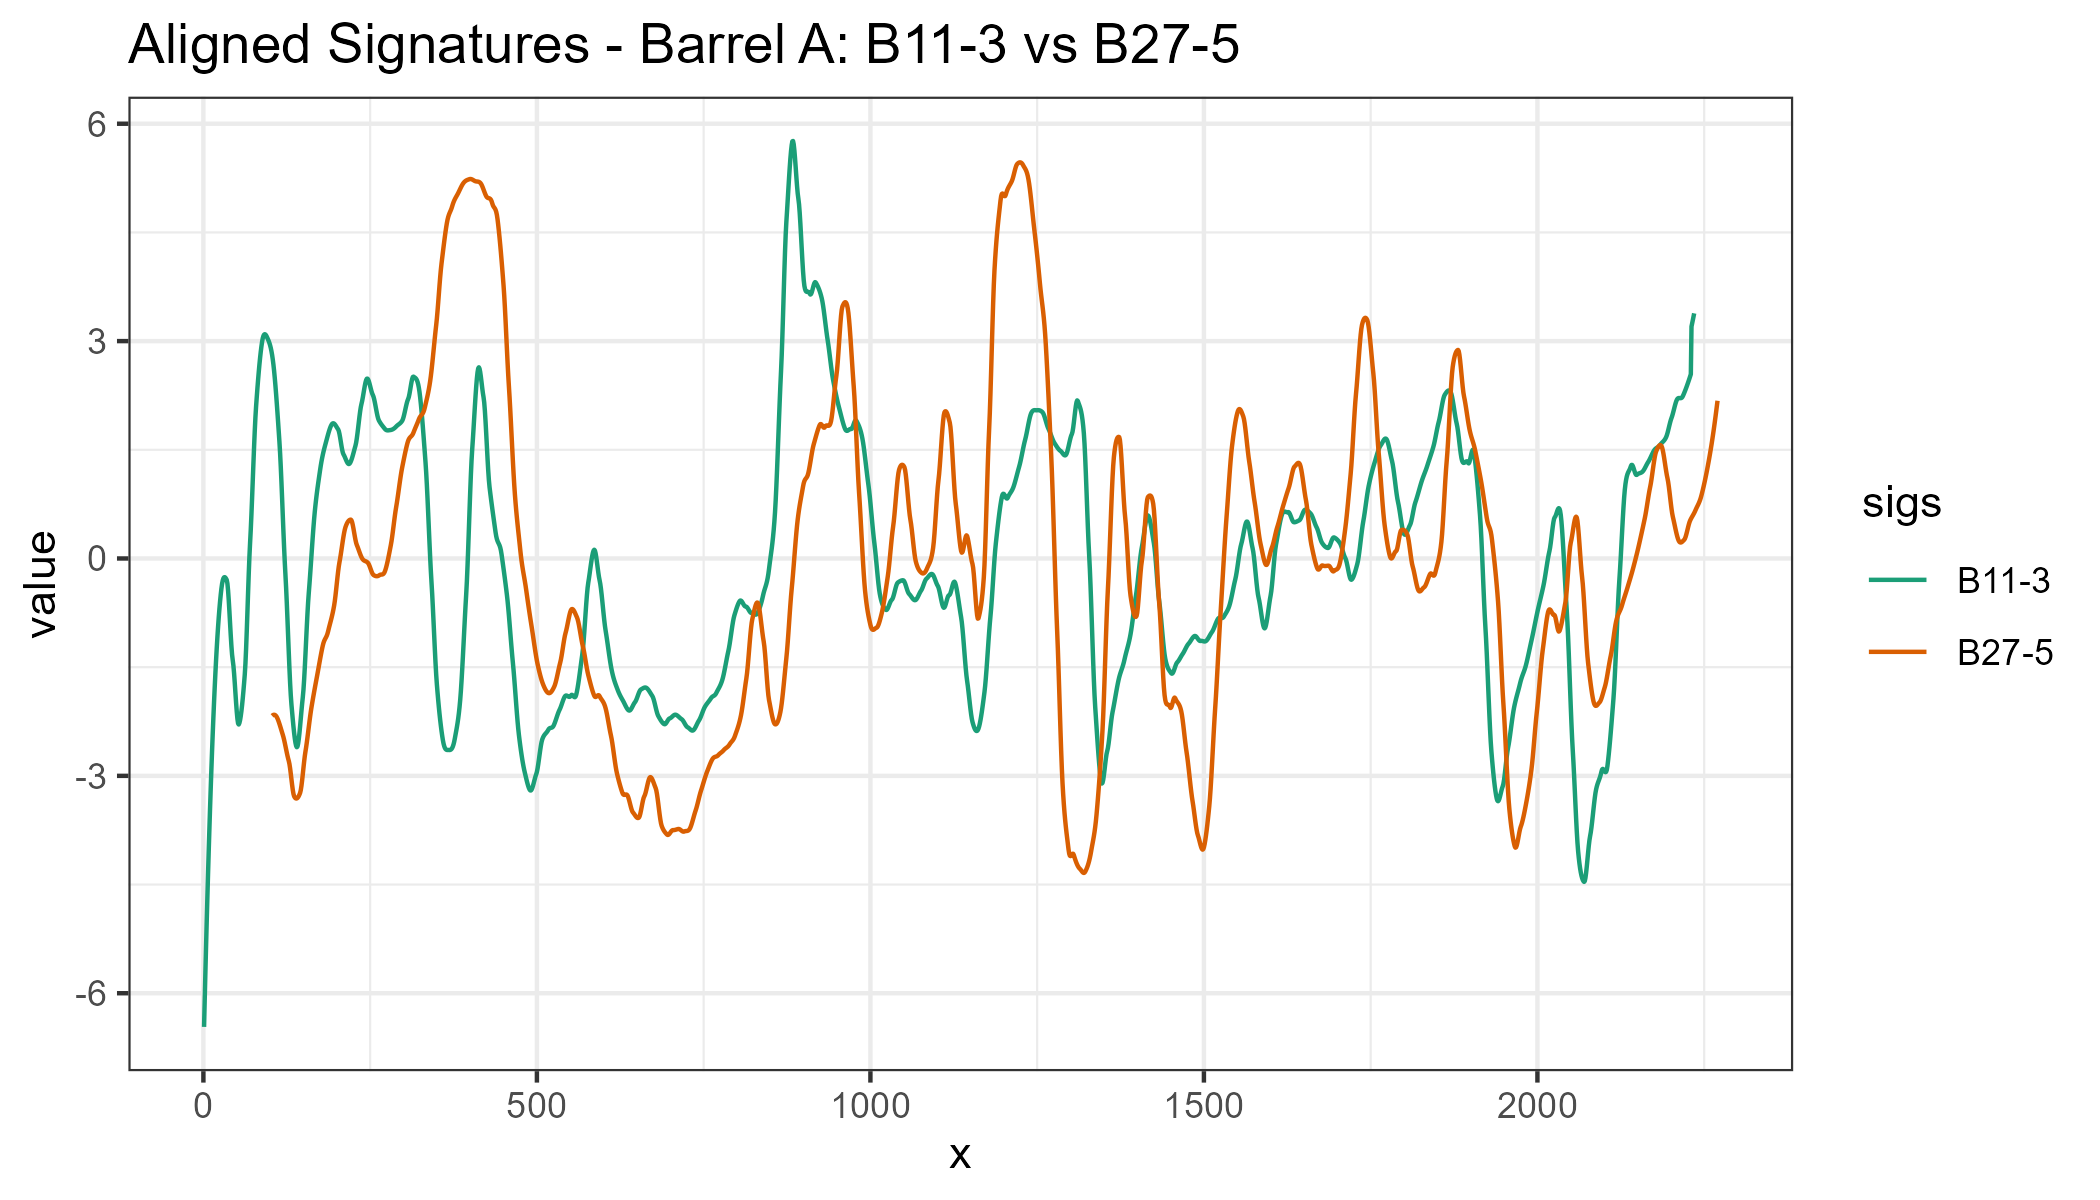 Aligned Signatures - Barrel A: B11-3 vs B27-5
value
6
3
0
-3
-6
0 500 1000 1500 2000
x
sigs
B11-3
B27-5